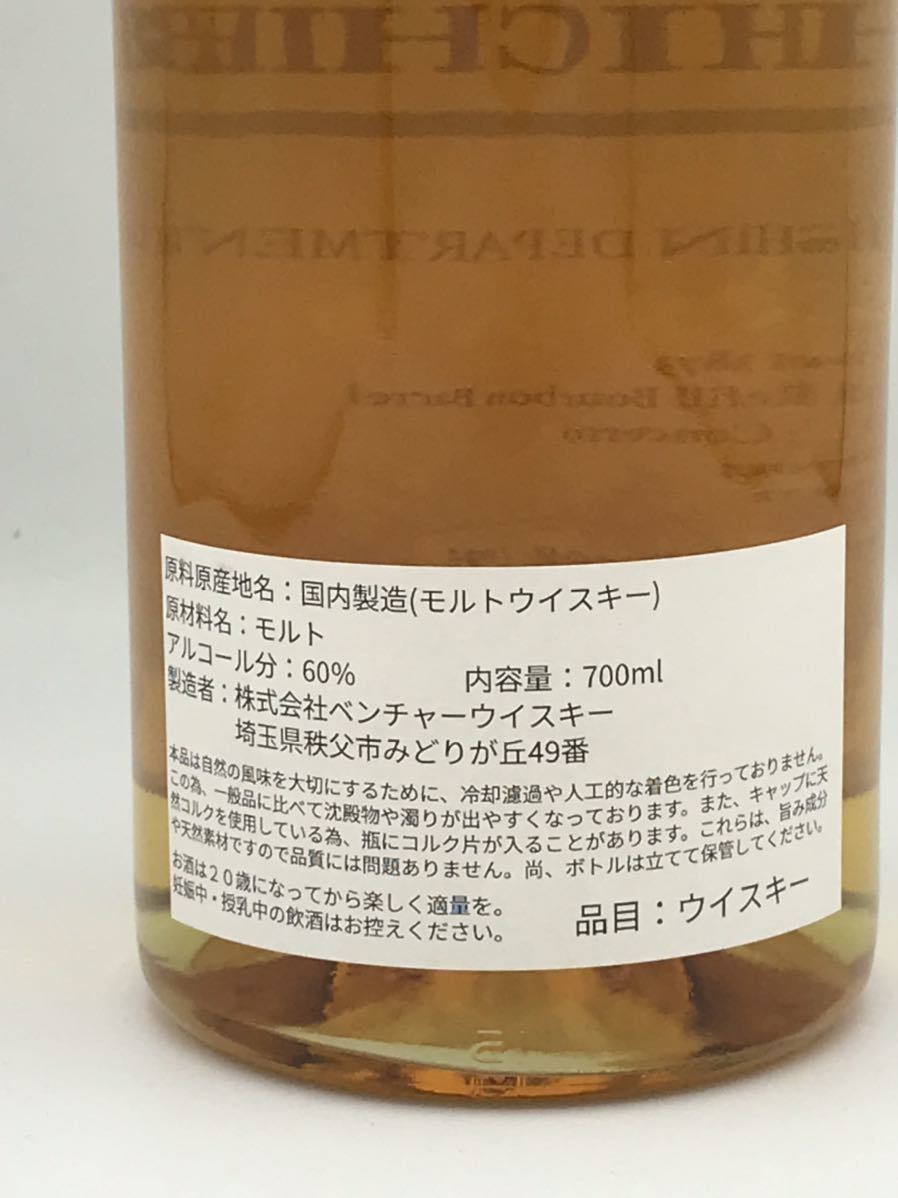 DEPARTMEN
Refill Bourbon Barrel
Concerto
原料原産地名：国内製造(モルトウイスキー)
原材料名：モルト
アルコール分：60% 内容量：700ml
製造者：株式会社ベンチャーウイスキー
埼玉県秩父市みどりが丘49番
本品は自然の風味を大切にするために、冷却濾過や人工的な着色を行っておりません。
この為、一般品に比べて沈殿物や濁りが出やすくなっております。また、キャップに天
然コルクを使用している為、瓶にコルク片が入ることがあります。これらは、旨み成分
や天然素材ですので品質には問題ありません。尚、ボトルは立てて保管してください。
お酒は20歳になってから楽しく適量を。
妊娠中・授乳中の飲酒はお控えください。
品目：ウイスキー